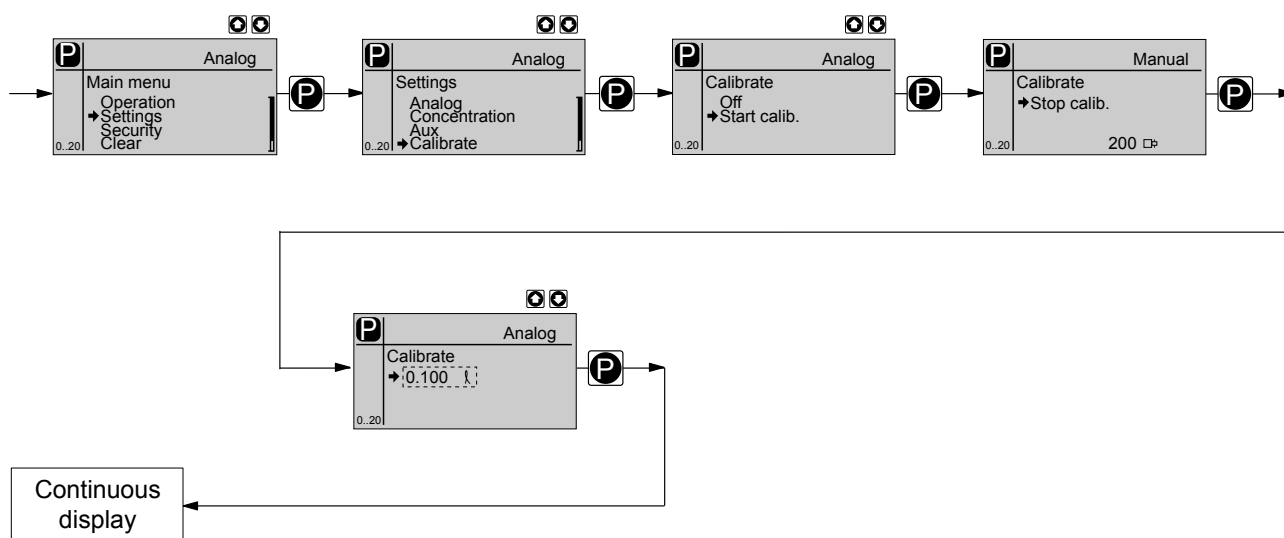 P
Analog
Main menu
Operation
Settings
Security
Clear
0..20
P
P
Analog
Settings
Analog
Concentration
Aux
Calibrate
0..20
P
P
Analog
Calibrate
Off
Start calib.
0..20
P
P
Manual
Calibrate
Stop calib.
0..20
200
P
P
Analog
Calibrate
0.100 ℓ
0..20
P
Continuous
display